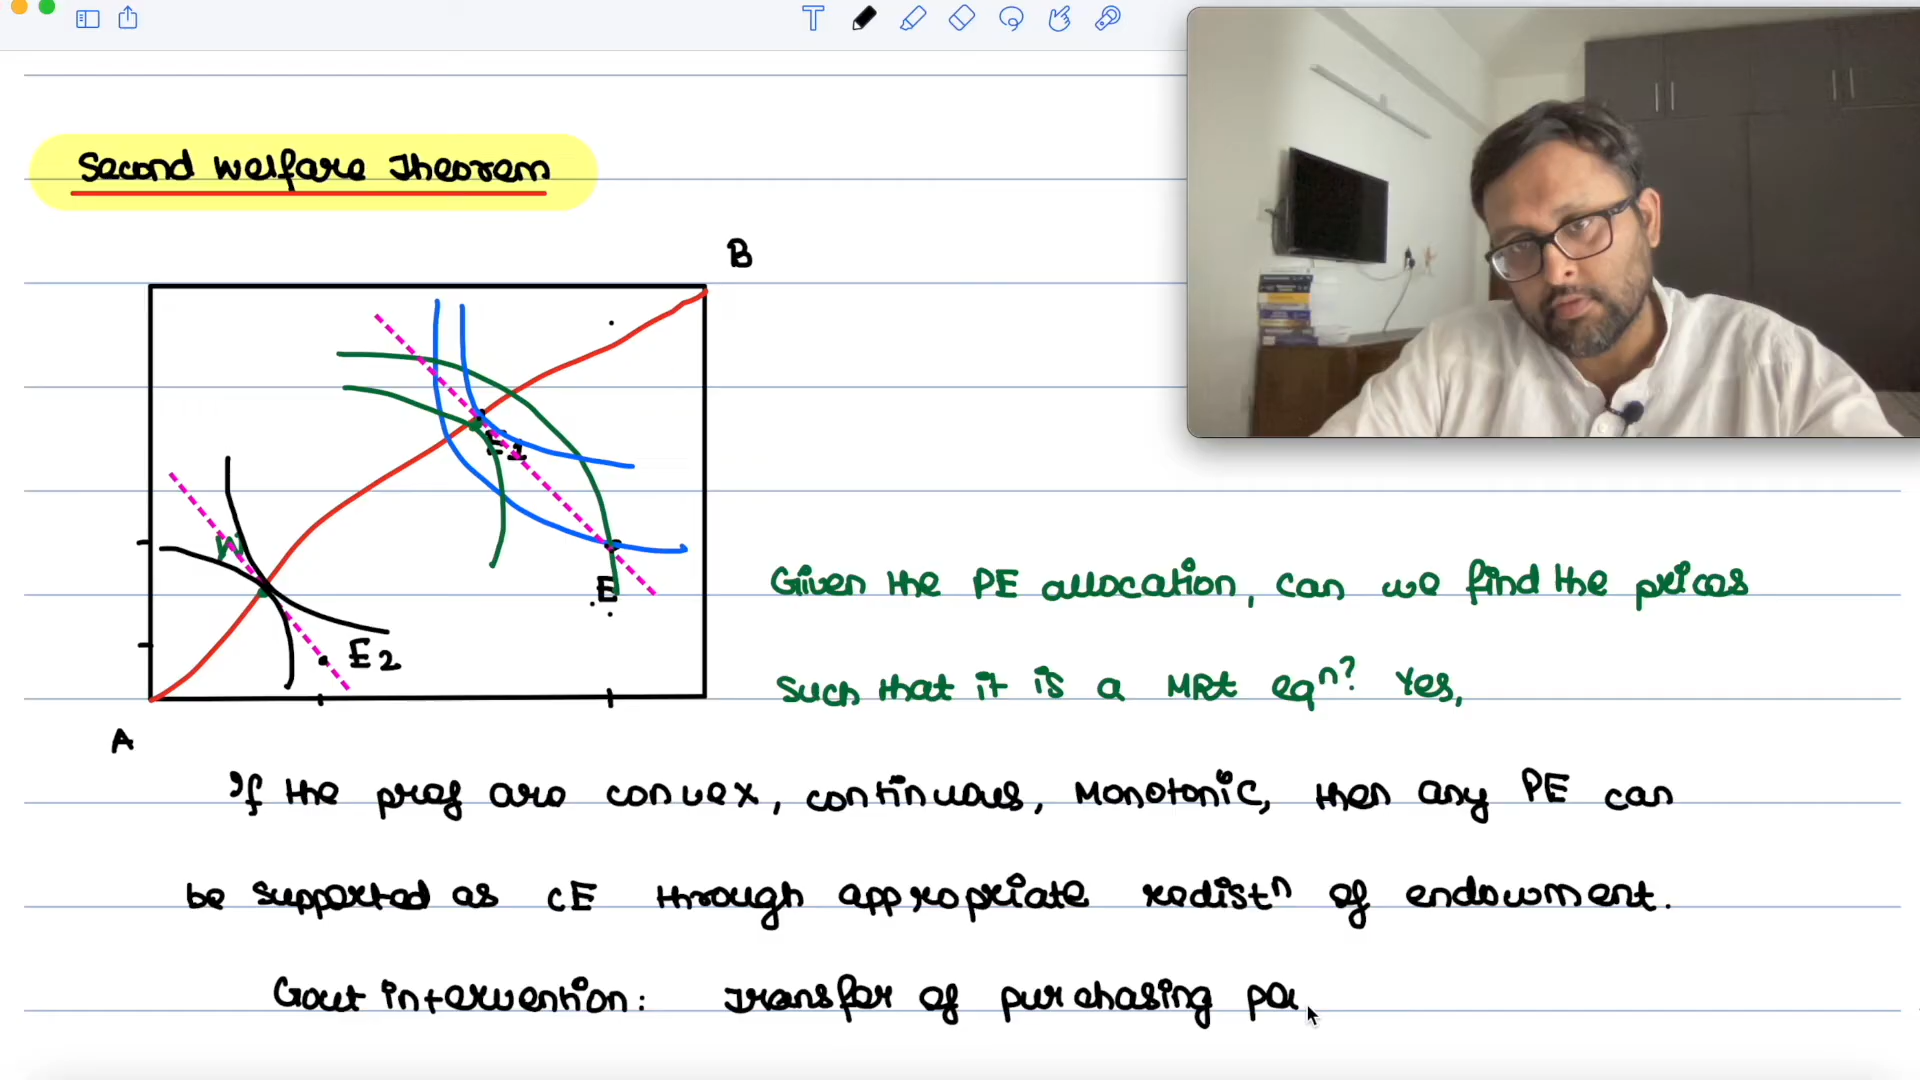 Second Welfare Theorem
B
E1
W
E
E2
Given the PE allocation, can we find the prices
such that it is a MRt eqn? Yes,
A
If the pref are convex, continuous, Monotonic, then any PE can
be supported as CE through appropriate redistn of endowment.
Govt intervention: Transfer of purchasing pow